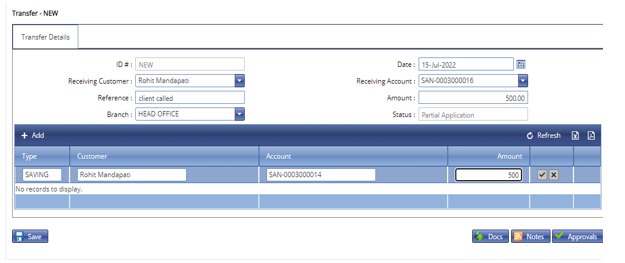 Transfer - NEW
Transfer Details
ID # : NEW Date : 15-Jul-2022
Receiving Customer : Rohit Mandapati Receiving Account : SAN-0003000016
Reference : client called Amount : 500.00
Branch : HEAD OFFICE Status : Partial Application
+ Add Refresh
Type Customer Account Amount
SAVING Rohit Mandapati SAN-0003000014 500
No records to display.
Save Docs Notes Approvals